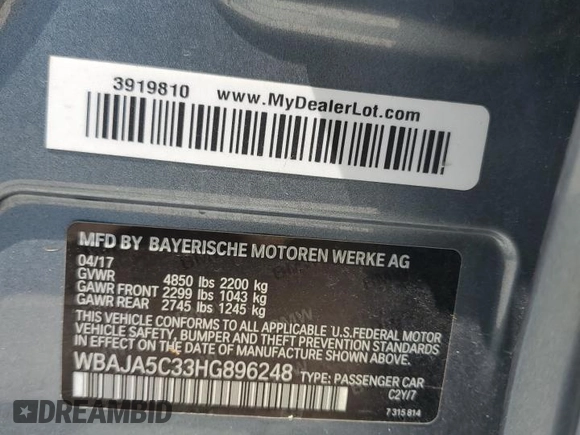 3919810 www.MyDealerLot.com
MFD BY BAYERISCHE MOTOREN WERKE AG
04/17
GVWR 4850 lbs 2200 kg
GAWR FRONT 2299 lbs 1043 kg
GAWR REAR 2745 lbs 1245 kg
THIS VEHICLE CONFORMS TO ALL APPLICABLE U.S.FEDERAL MOTOR
VEHICLE SAFETY, BUMPER AND THEFT PREVENTION STANDARDS
IN EFFECT ON THE DATE OF MANUFACTURE SHOWN ABOVE.
WBAJA5C33HG896248 TYPE: PASSENGER CAR
C2Y/7
7 315 814
DREAMBID